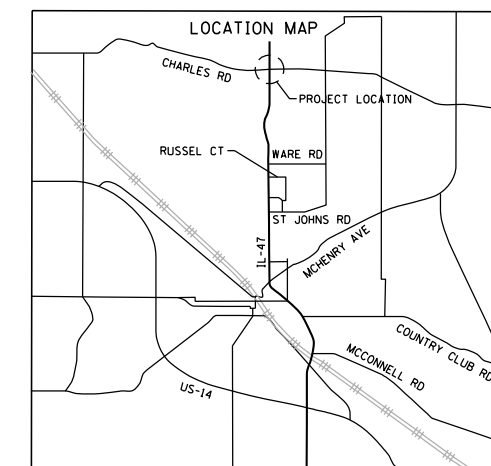 LOCATION MAP
CHARLES RD
PROJECT LOCATION
RUSSEL CT
WARE RD
ST JOHNS RD
IL-47
MCHENRY AVE
COUNTRY CLUB RD
MCCONNELL RD
US-14